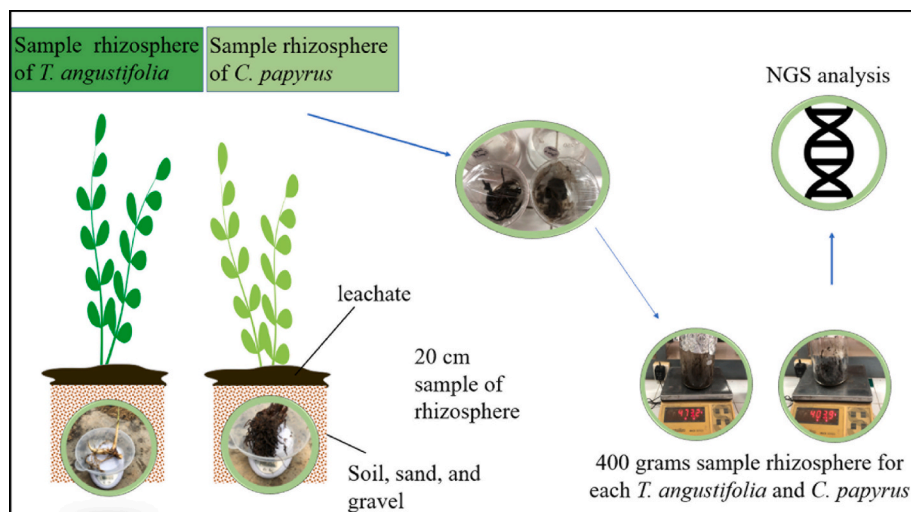 Sample rhizosphere
of T. angustifolia
Sample rhizosphere
of C. papyrus
NGS analysis
leachate
20 cm
sample of
rhizosphere
Soil, sand, and
gravel
400 grams sample rhizosphere for
each T. angustifolia and C. papyrus